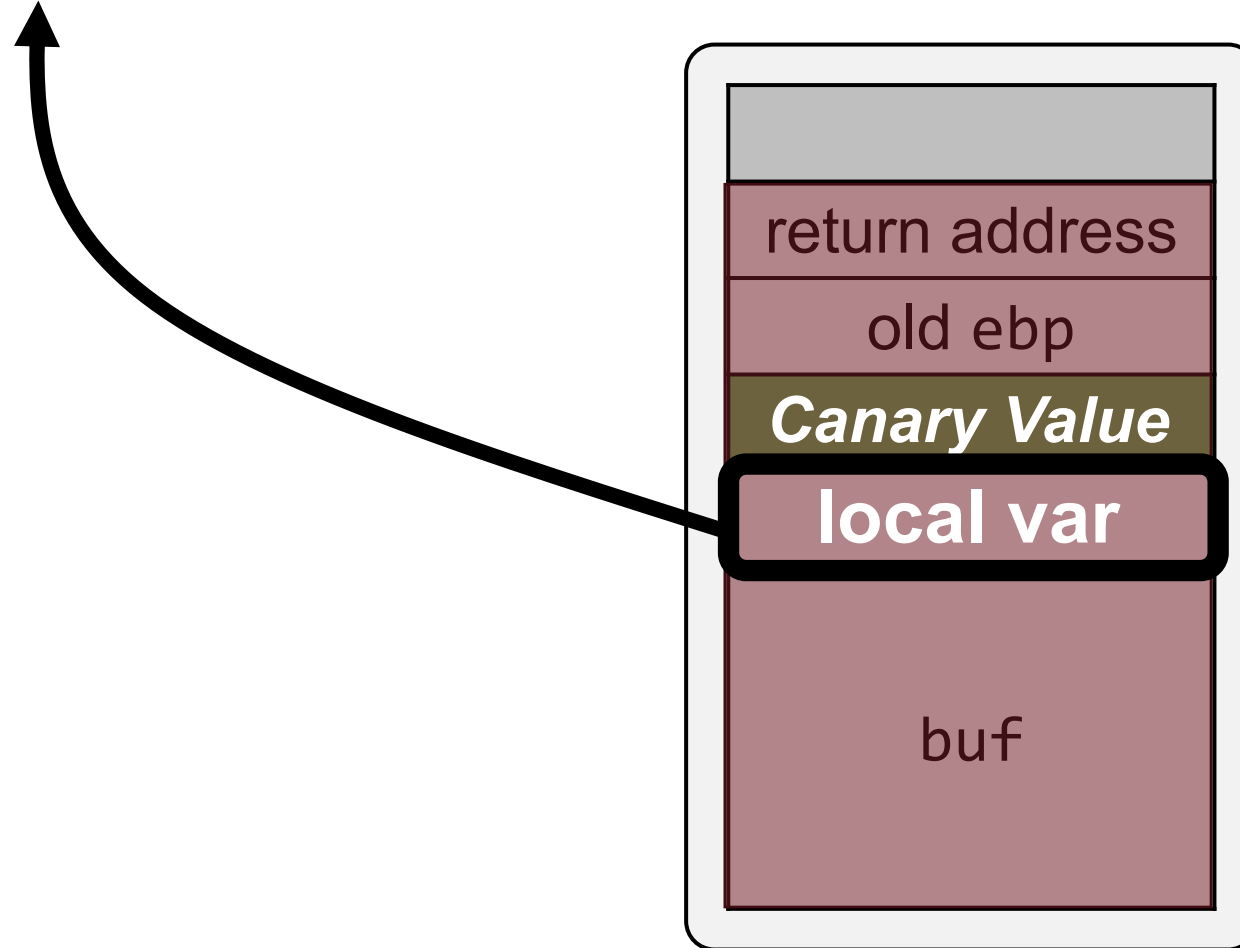 return address
old ebp
Canary Value
local var
buf